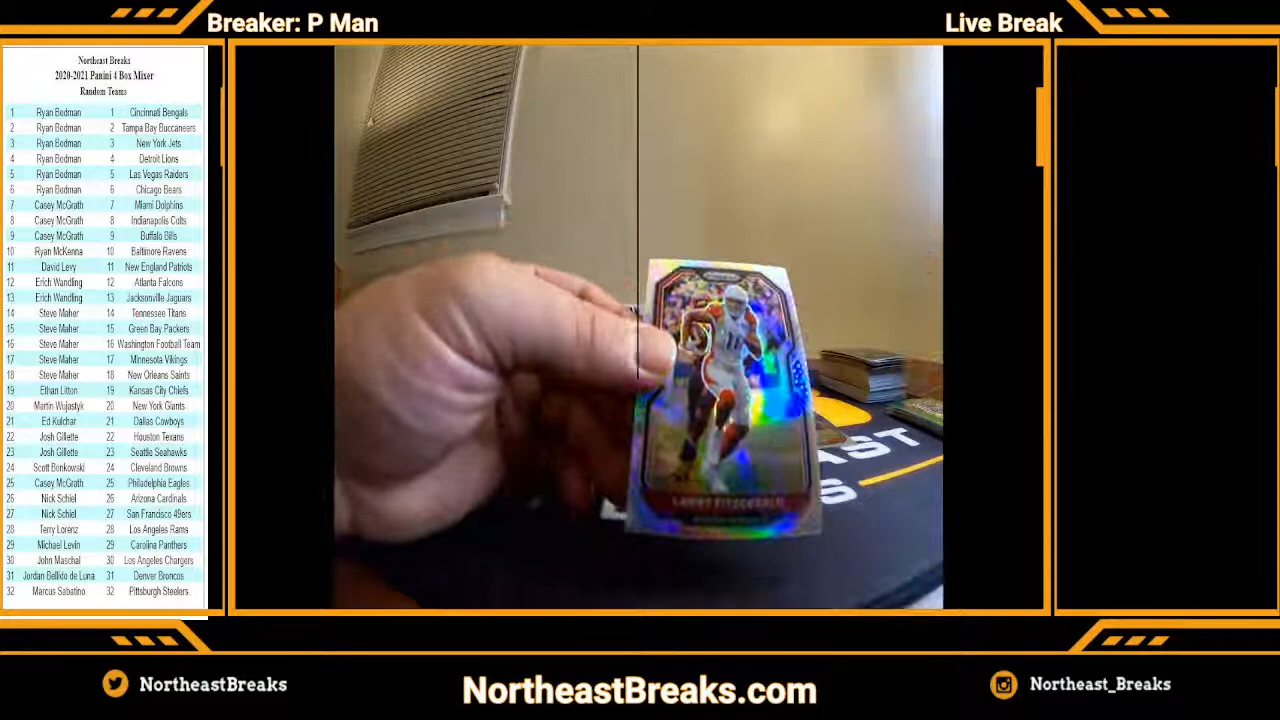 Breaker: P Man
Live Break
Northeast Breaks
2020-2021 Panini 4 Box Mixer
Random Teams
1 Ryan Bodman 1 Cincinnati Bengals
2 Ryan Bodman 2 Tampa Bay Buccaneers
3 Ryan Bodman 3 New York Jets
4 Ryan Bodman 4 Detroit Lions
5 Ryan Bodman 5 Las Vegas Raiders
6 Ryan Bodman 6 Chicago Bears
7 Casey McGrath 7 Miami Dolphins
8 Casey McGrath 8 Indianapolis Colts
9 Casey McGrath 9 Buffalo Bills
10 Ryan McKenna 10 Baltimore Ravens
11 David Levy 11 New England Patriots
12 Erich Wandling 12 Atlanta Falcons
13 Erich Wandling 13 Jacksonville Jaguars
14 Steve Maher 14 Tennessee Titans
15 Steve Maher 15 Green Bay Packers
16 Steve Maher 16 Washington Football Team
17 Steve Maher 17 Minnesota Vikings
18 Steve Maher 18 New Orleans Saints
19 Ethan Litton 19 Kansas City Chiefs
20 Martin Wujastyk 20 New York Giants
21 Ed Kulchar 21 Dallas Cowboys
22 Josh Gillette 22 Houston Texans
23 Josh Gillette 23 Seattle Seahawks
24 Scott Bonkowski 24 Cleveland Browns
25 Casey McGrath 25 Philadelphia Eagles
26 Nick Schiel 26 Arizona Cardinals
27 Nick Schiel 27 San Francisco 49ers
28 Terry Lorenz 28 Los Angeles Rams
29 Michael Levin 29 Carolina Panthers
30 John Maschal 30 Los Angeles Chargers
31 Jordan Bellido de Luna 31 Denver Broncos
32 Marcus Sabatino 32 Pittsburgh Steelers
11
LARRY FITZGERALD
AST
S
NortheastBreaks
NortheastBreaks.com
Northeast_Breaks